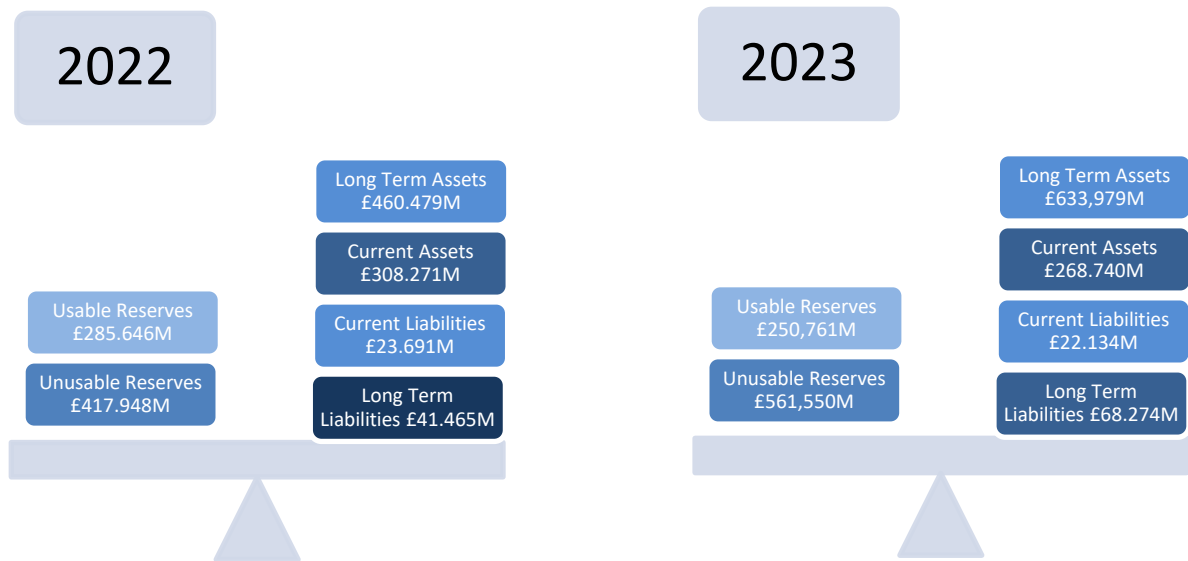 2022
Usable Reserves
£285.646M
Unusable Reserves
£417.948M
Long Term Assets
£460.479M
Current Assets
£308.271M
Current Liabilities
£23.691M
Long Term
Liabilities £41.465M
2023
Usable Reserves
£250,761M
Unusable Reserves
£561,550M
Long Term Assets
£633,979M
Current Assets
£268.740M
Current Liabilities
£22.134M
Long Term
Liabilities £68.274M